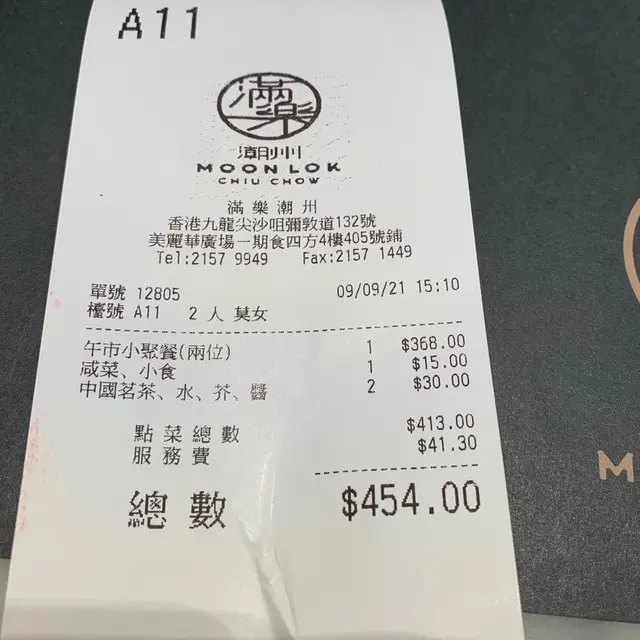 A11
滿樂
潮州
MOON LOK
CHIU CHOW
滿樂潮州
香港九龍尖沙咀彌敦道132號
美麗華廣場一期食四方4樓405號鋪
Tel:2157 9949 Fax:2157 1449
單號 12805 09/09/21 15:10
檯號 A11 2 人 莫女
午市小聚餐(兩位) 1 $368.00
咸菜、小食 1 $15.00
中國茗茶、水、芥、醬 2 $30.00
點菜總數 $413.00
服務費 $41.30
總數 $454.00
M